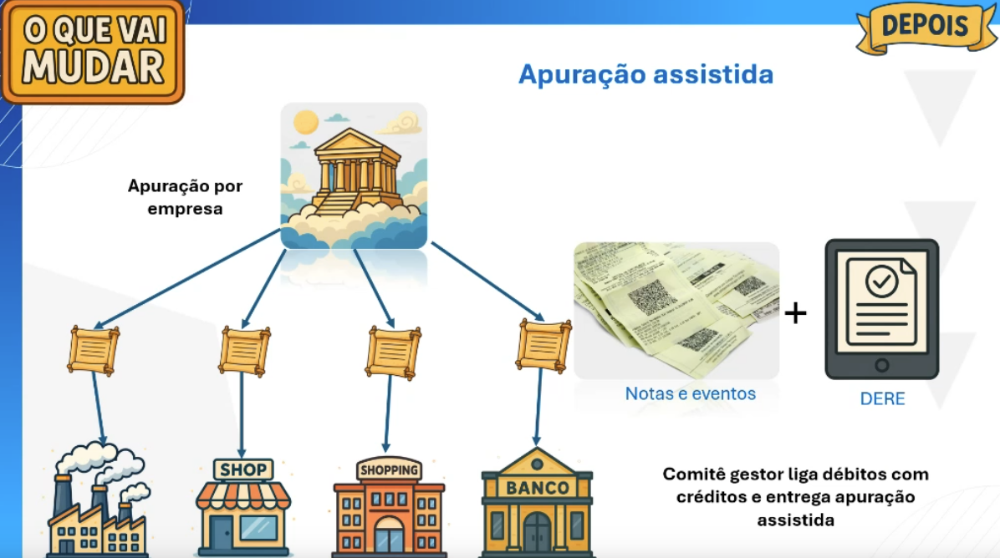 O QUE VAI
MUDAR
DEPOIS
Apuração assistida
Apuração por
empresa
Notas e eventos
+
DERE
SHOP
SHOPPING
BANCO
Comitê gestor liga débitos com
créditos e entrega apuração
assistida